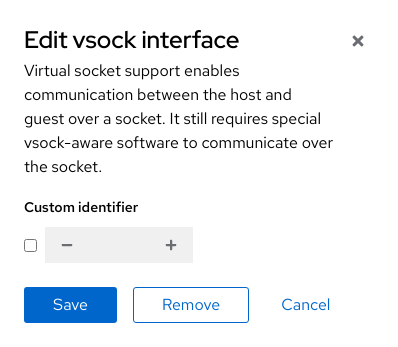 Edit vsock interface
Virtual socket support enables
communication between the host and
guest over a socket. It still requires special
vsock-aware software to communicate over
the socket.
Custom identifier
Save Remove Cancel